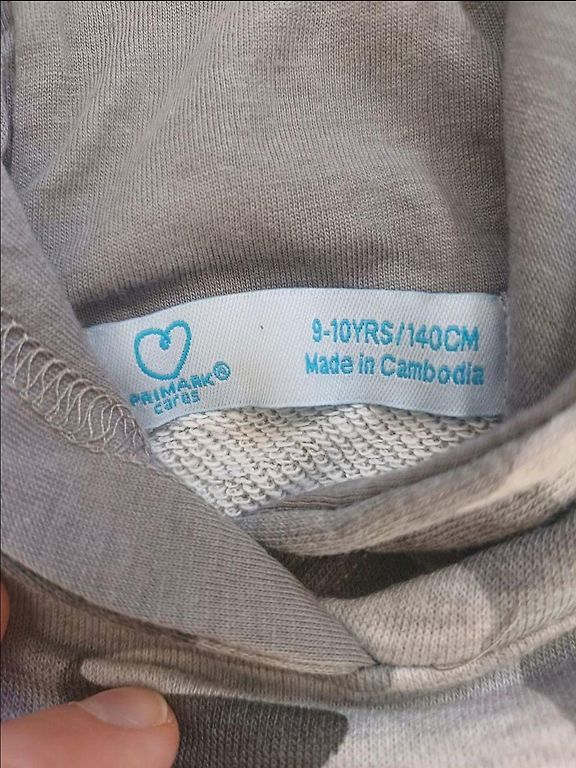 PRIMARK®
cares
9-10YRS/140CM
Made in Cambodia